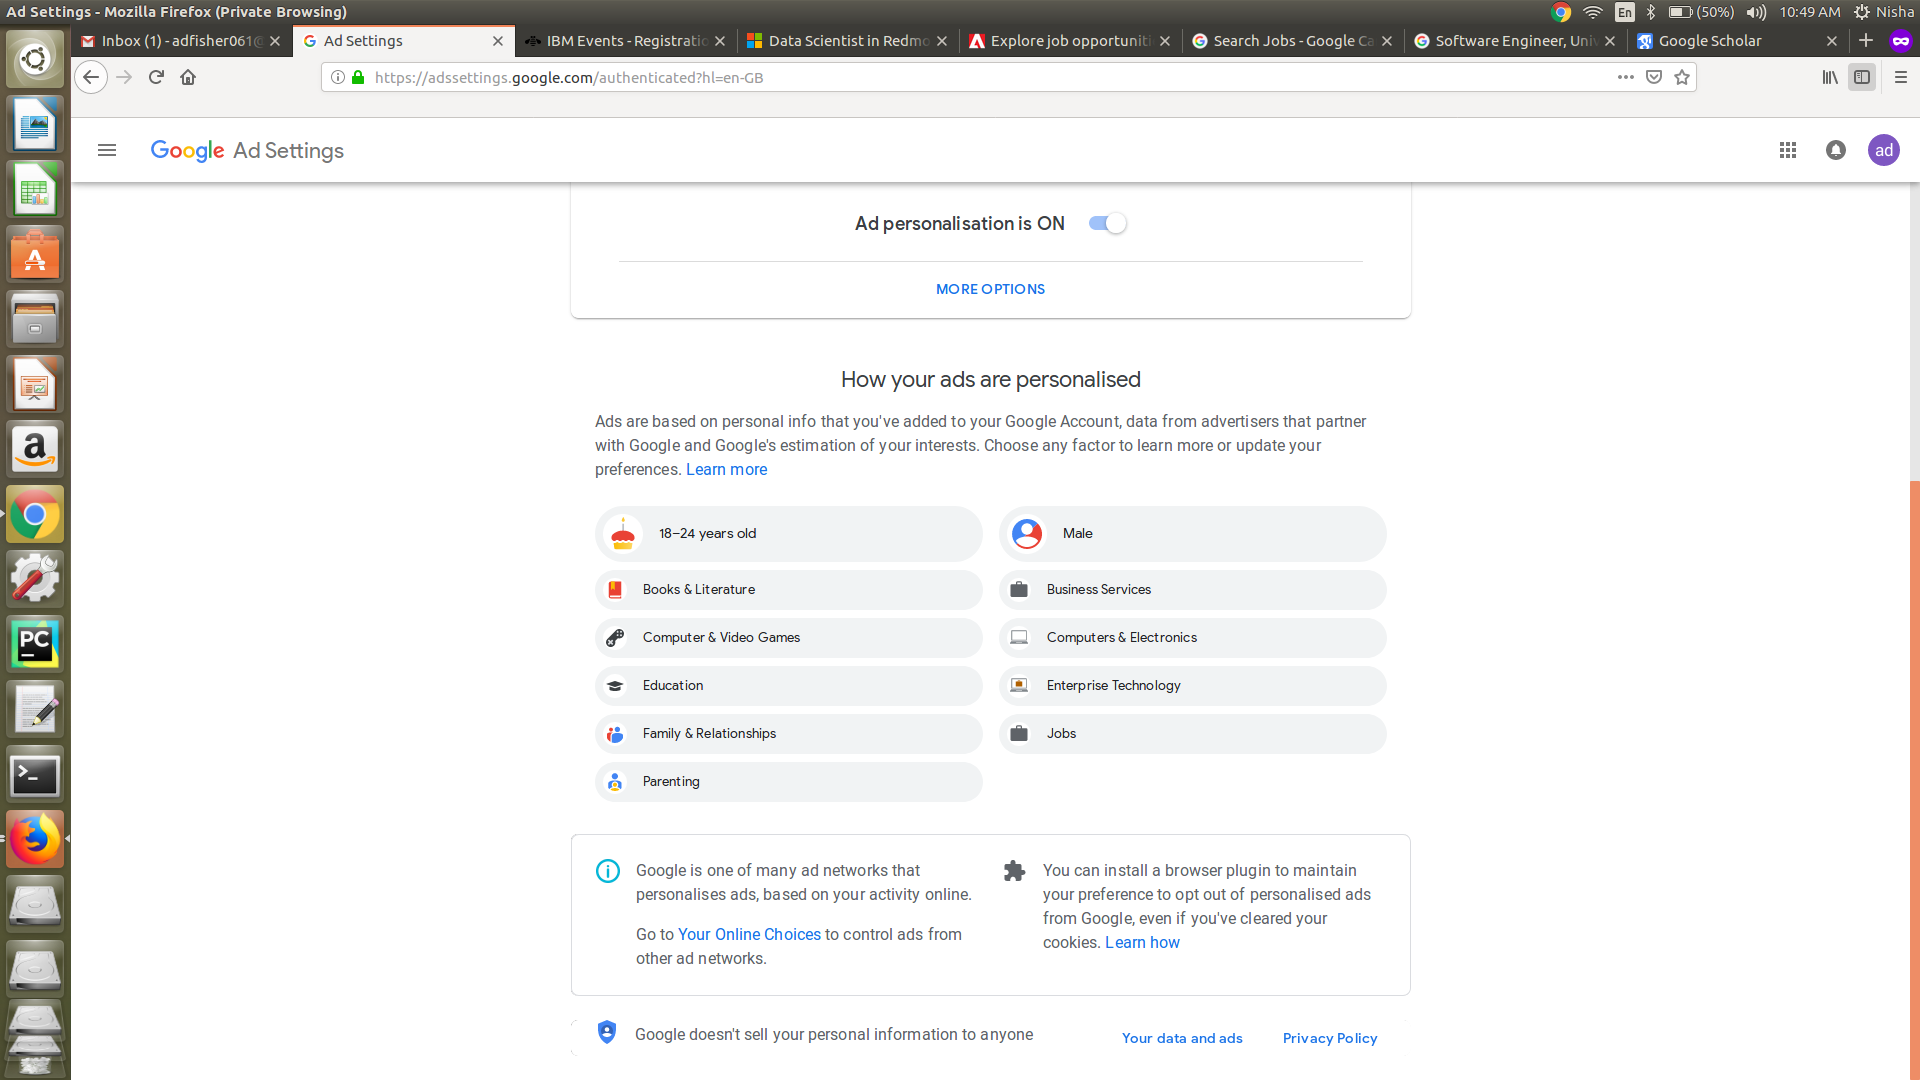 Ad Settings - Mozilla Firefox (Private Browsing)
En
(50%)
10:49 AM
Nisha
Inbox (1) - adfisher061@
Ad Settings
IBM Events - Registratio
Data Scientist in Redmo
Explore job opportuniti
Search Jobs - Google Ca
Software Engineer, Univ
Google Scholar
https://adssettings.google.com/authenticated?hl=en-GB
Google Ad Settings
ad
Ad personalisation is ON
MORE OPTIONS
How your ads are personalised
Ads are based on personal info that you've added to your Google Account, data from advertisers that partner
with Google and Google's estimation of your interests. Choose any factor to learn more or update your
preferences. Learn more
18–24 years old
Male
Books & Literature
Business Services
Computer & Video Games
Computers & Electronics
Education
Enterprise Technology
Family & Relationships
Jobs
Parenting
Google is one of many ad networks that
personalises ads, based on your activity online.
Go to Your Online Choices to control ads from
other ad networks.
You can install a browser plugin to maintain
your preference to opt out of personalised ads
from Google, even if you've cleared your
cookies. Learn how
Google doesn't sell your personal information to anyone
Your data and ads
Privacy Policy
a
PC